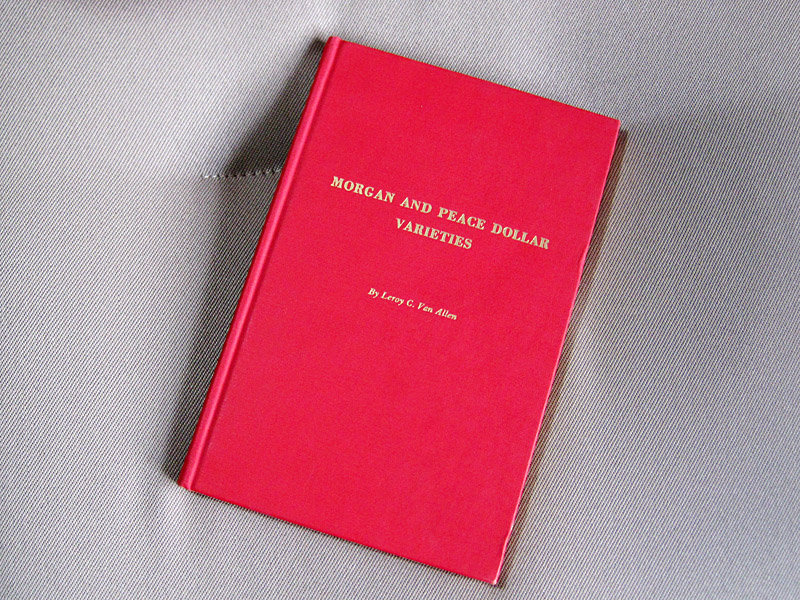 MORGAN AND PEACE DOLLAR
VARIETIES
By Leroy C. Van Allen